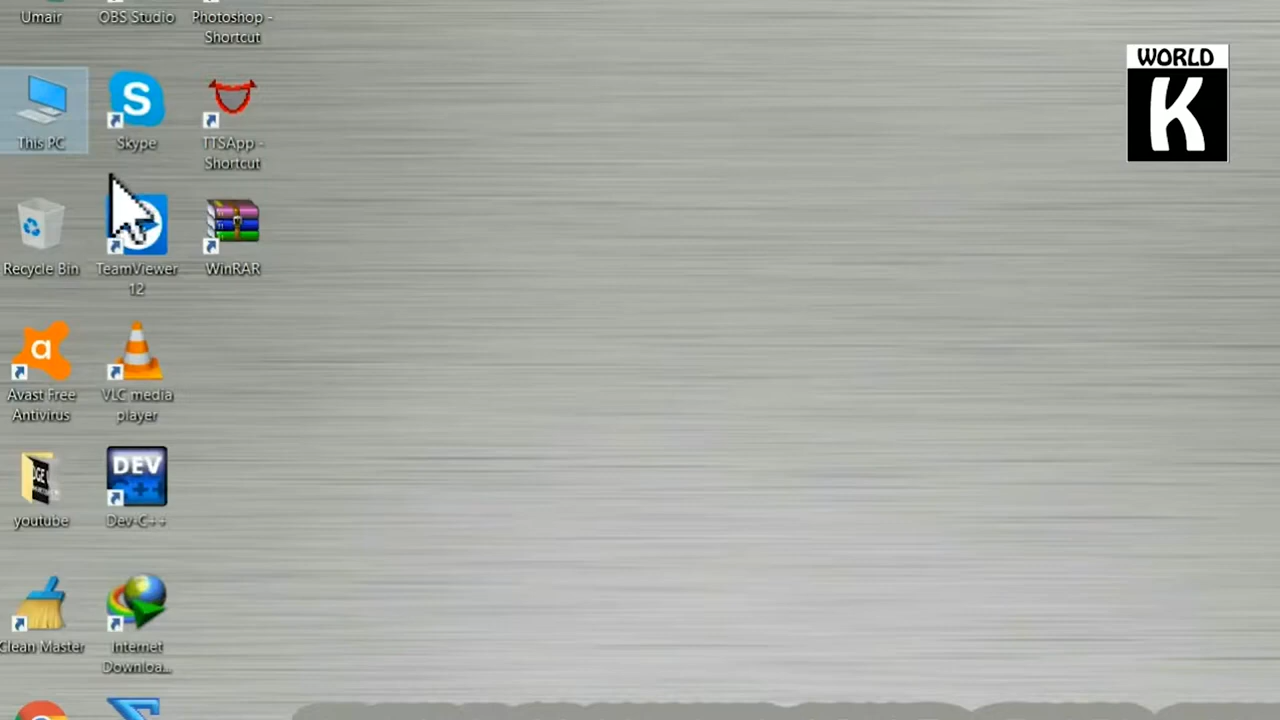 Umair
OBS Studio
Photoshop -
Shortcut
WORLD
K
This PC
S
Skype
TTSApp -
Shortcut
Recycle Bin
TeamViewer
12
WinRAR
a
Avast Free
Antivirus
VLC media
player
youtube
DEV
C++
Dev-C++
Clean Master
Internet
Downloa...